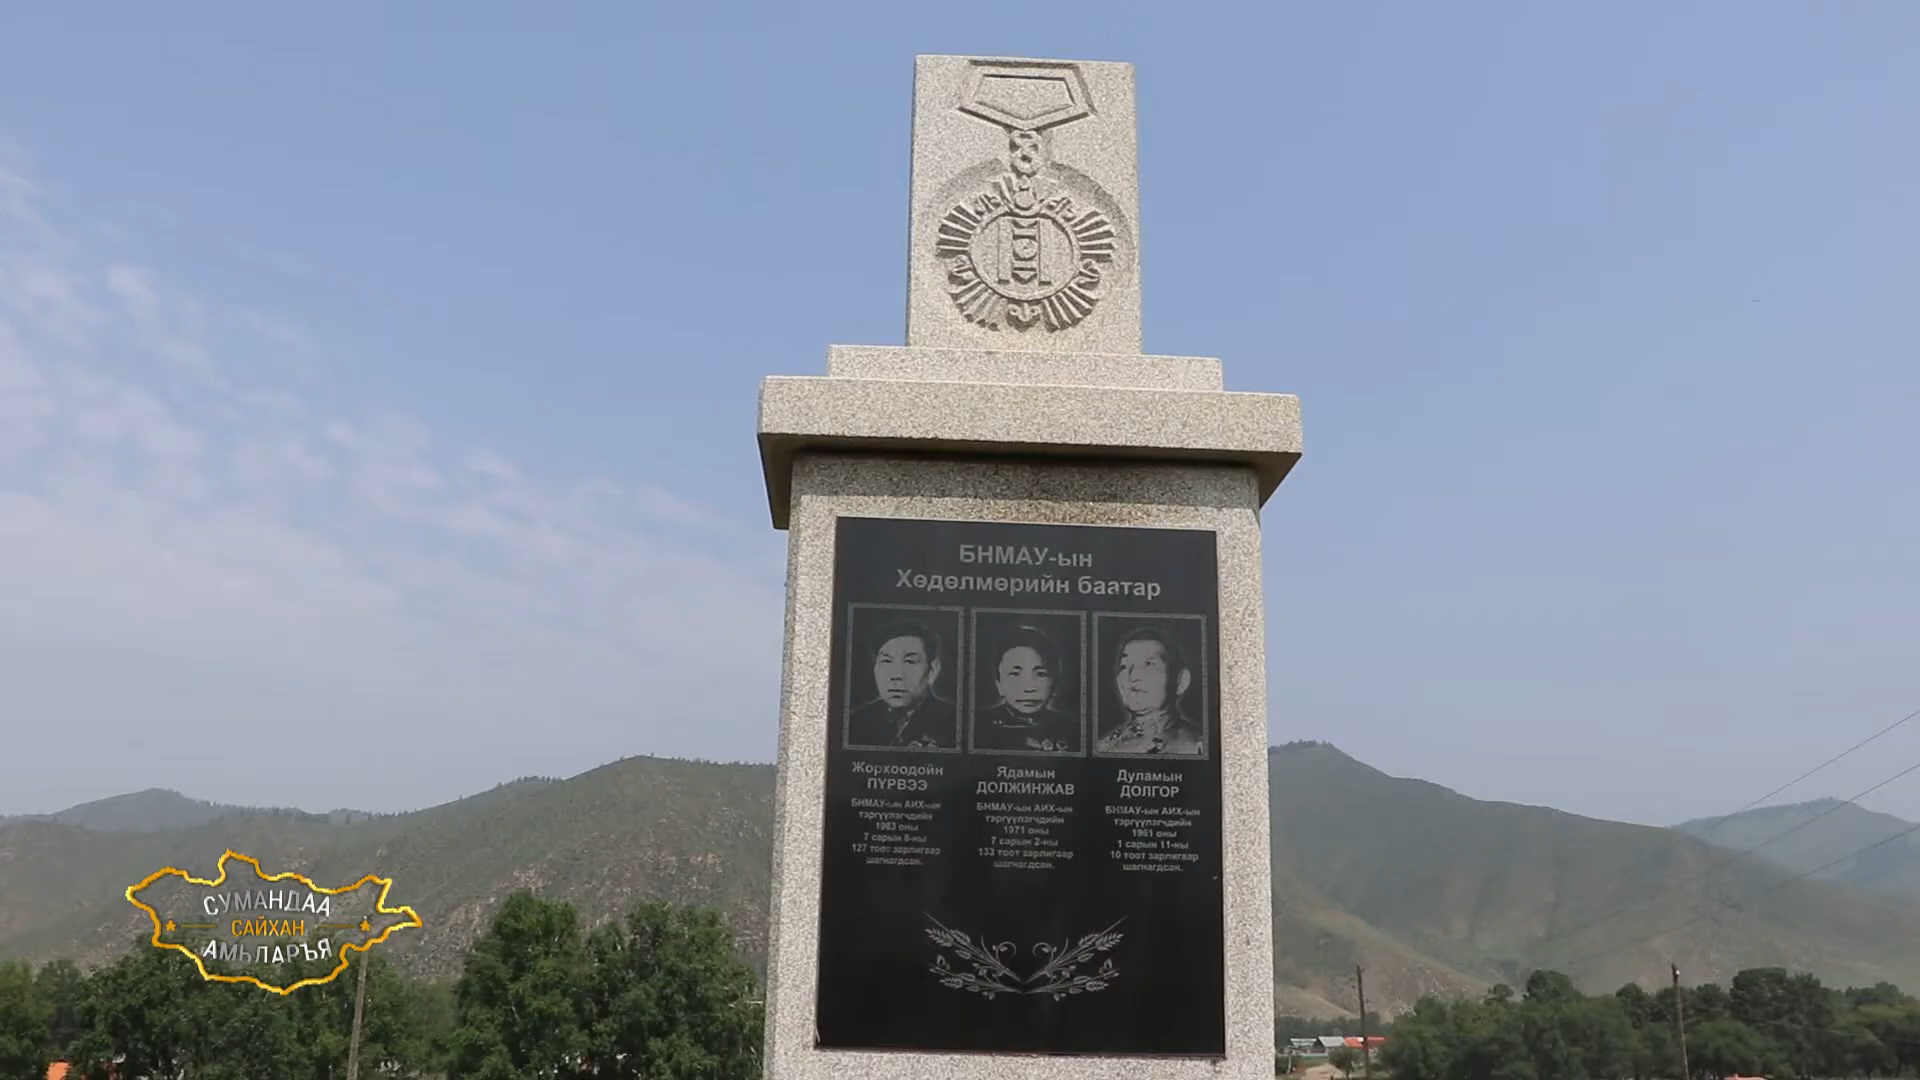 БНМАУ-ын
Хөдөлмөрийн баатар
Жорхоодойн
ПҮРВЭЭ
БНМАУ-ын АИХ-ын
тэргүүлэгчдийн
1963 оны
7 сарын 8-ны
127 тоот зарлигаар
шагнагдсан.
Ядамын
ДОЛЖИНЖАВ
БНМАУ-ын АИХ-ын
тэргүүлэгчдийн
1971 оны
7 сарын 2-ны
133 тоот зарлигаар
шагнагдсан.
Дуламын
ДОЛГОР
БНМАУ-ын АИХ-ын
тэргүүлэгчдийн
1961 оны
1 сарын 11-ны
10 тоот зарлигаар
шагнагдсан.
СУМАНДАА
САЙХАН
АМЬДАРЪЯ